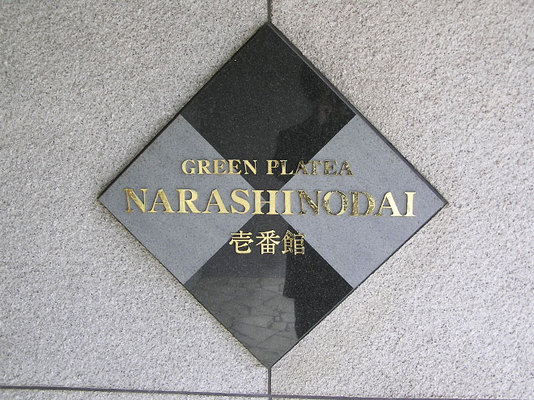 GREEN PLATEA
NARASHINODAI
壱番館